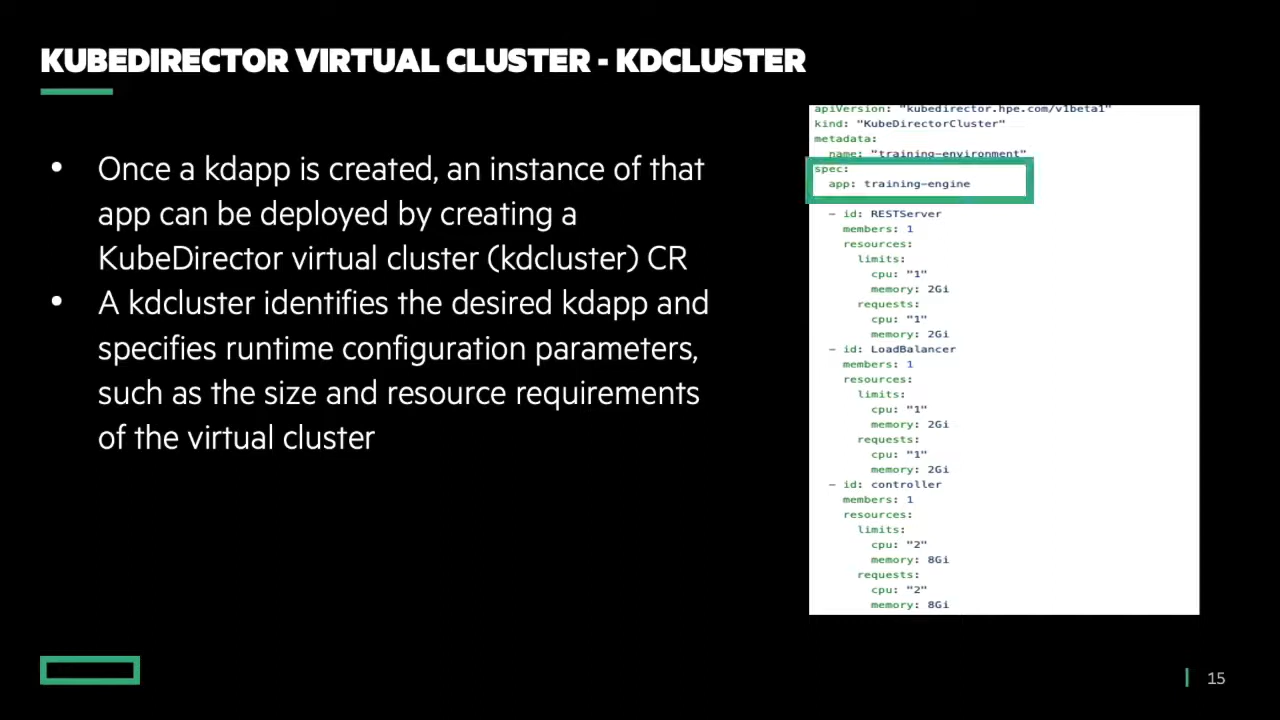 KUBEDIRECTOR VIRTUAL CLUSTER - KDCLUSTER
• Once a kdapp is created, an instance of that
app can be deployed by creating a
KubeDirector virtual cluster (kdcluster) CR
• A kdcluster identifies the desired kdapp and
specifies runtime configuration parameters,
such as the size and resource requirements
of the virtual cluster
apiVersion: "kubedirector.hpe.com/v1beta1"
kind: "KubeDirectorCluster"
metadata:
  name: "training-environment"
spec:
  app: training-engine
  - id: RESTServer
    members: 1
    resources:
      limits:
        cpu: "1"
        memory: 2Gi
      requests:
        cpu: "1"
        memory: 2Gi
  - id: LoadBalancer
    members: 1
    resources:
      limits:
        cpu: "1"
        memory: 2Gi
      requests:
        cpu: "1"
        memory: 2Gi
  - id: controller
    members: 1
    resources:
      limits:
        cpu: "2"
        memory: 8Gi
      requests:
        cpu: "2"
        memory: 8Gi
15